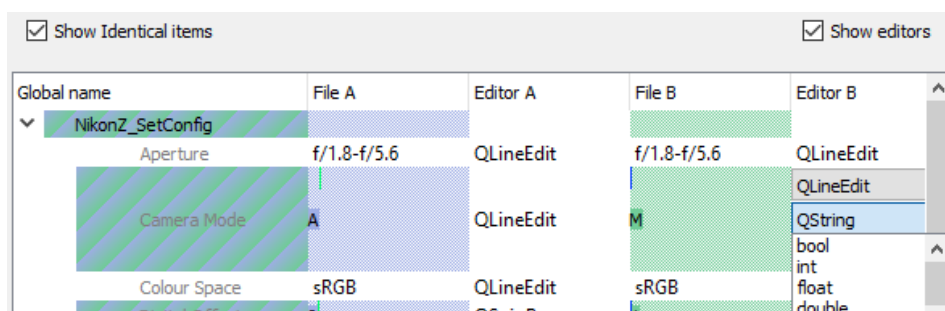 Show Identical items Show editors
Global name File A Editor A File B Editor B
NikonZ_SetConfig
Aperture f/1.8-f/5.6 QLineEdit f/1.8-f/5.6 QLineEdit
QLineEdit
Camera Mode A QLineEdit M QString
bool
int
Colour Space sRGB QLineEdit sRGB float
double